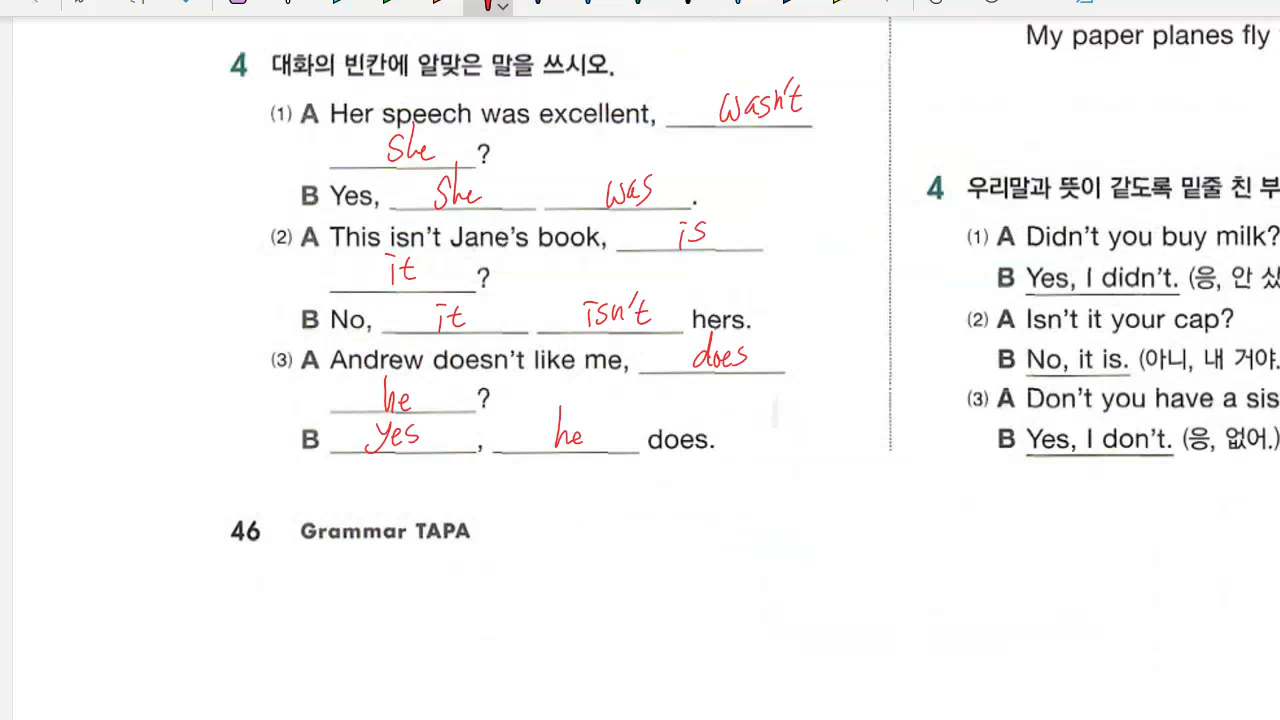 My paper planes fly
4 대화의 빈칸에 알맞은 말을 쓰시오.
(1) A Her speech was excellent, wasn't
she ?
B Yes, she was .
(2) A This isn't Jane's book, is
it ?
B No, it isn't hers.
(3) A Andrew doesn't like me, does
he ?
B yes , he does.
46 Grammar TAPA
4 우리말과 뜻이 같도록 밑줄 친 부
(1) A Didn't you buy milk?
B Yes, I didn't. (응, 안 샀
(2) A Isn't it your cap?
B No, it is. (아니, 내 거야.
(3) A Don't you have a sis
B Yes, I don't. (응, 없어.)